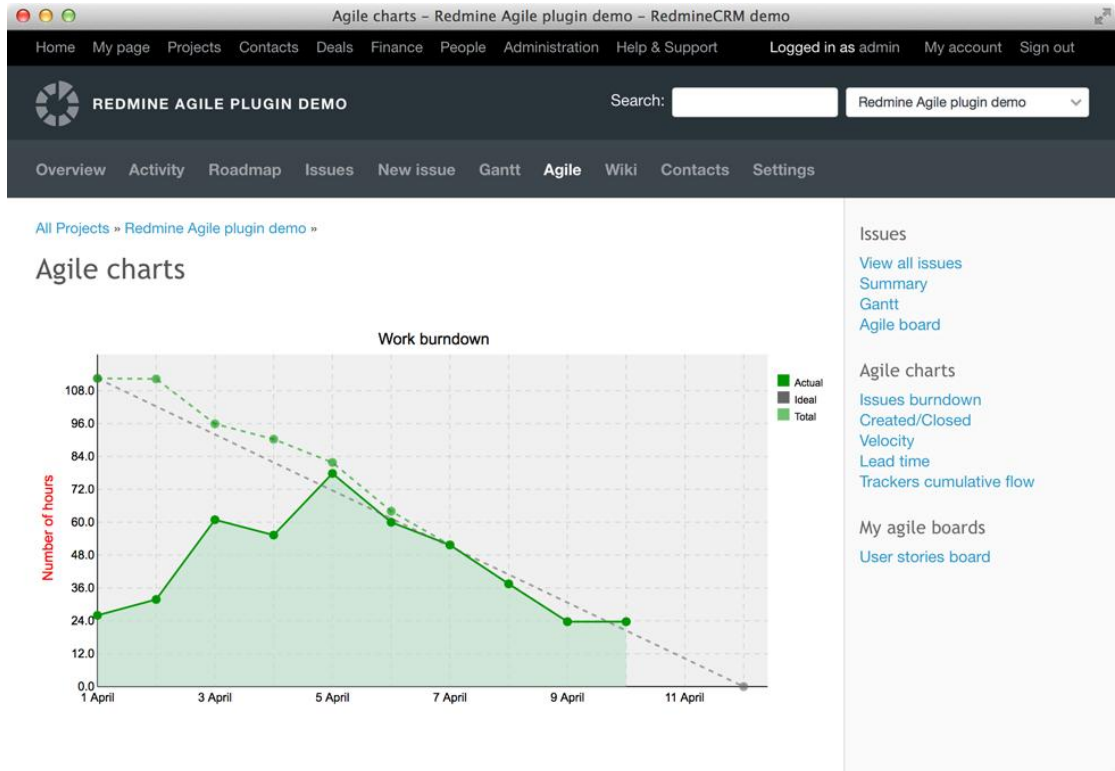 Agile charts – Redmine Agile plugin demo – RedmineCRM demo
Home My page Projects Contacts Deals Finance People Administration Help & Support Logged in as admin My account Sign out
REDMINE AGILE PLUGIN DEMO Search: Redmine Agile plugin demo
Overview Activity Roadmap Issues New issue Gantt Agile Wiki Contacts Settings
All Projects » Redmine Agile plugin demo »
Agile charts
Work burndown
108.0
96.0
84.0
72.0
60.0
48.0
36.0
24.0
12.0
0.0
Number of hours
1 April 3 April 5 April 7 April 9 April 11 April
Actual
Ideal
Total
Issues
View all issues
Summary
Gantt
Agile board
Agile charts
Issues burndown
Created/Closed
Velocity
Lead time
Trackers cumulative flow
My agile boards
User stories board